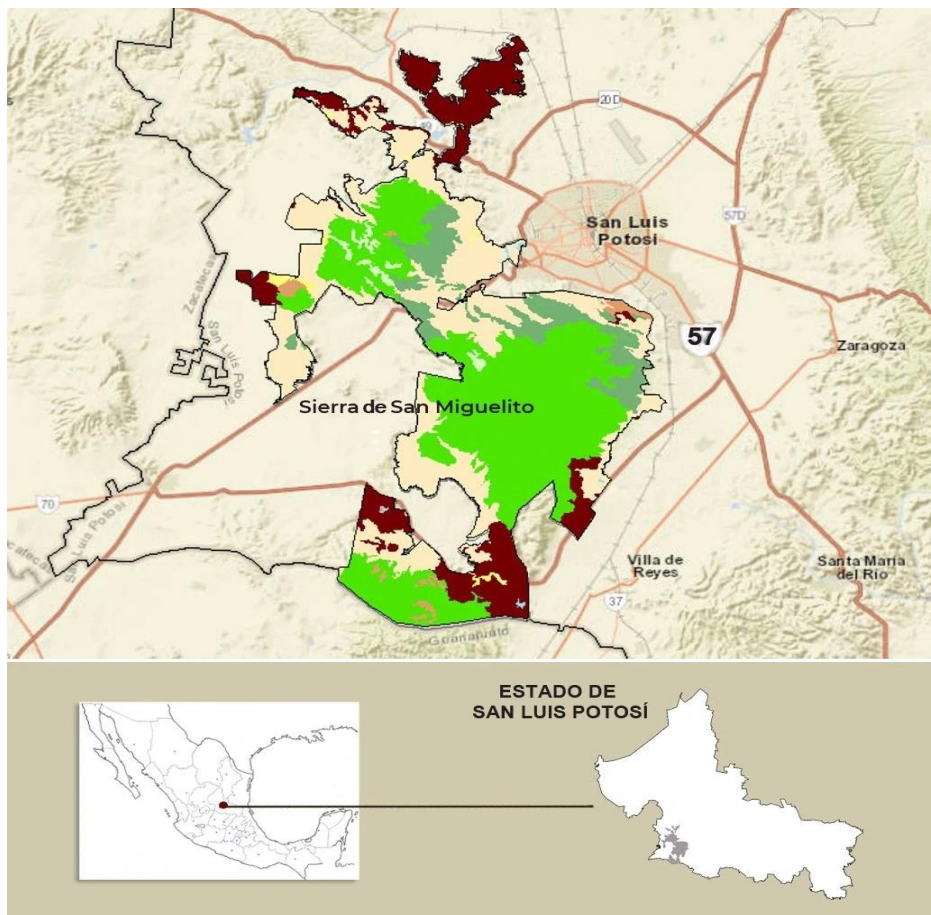 49
20D
57D
San Luis
Potosí
Zacatecas
San Luis Potosí
57
Zaragoza
Sierra de San Miguelito
70
San Luis Potosí
Villa de
Reyes
Santa María
del Río
37
Guanajuato
ESTADO DE
SAN LUIS POTOSÍ